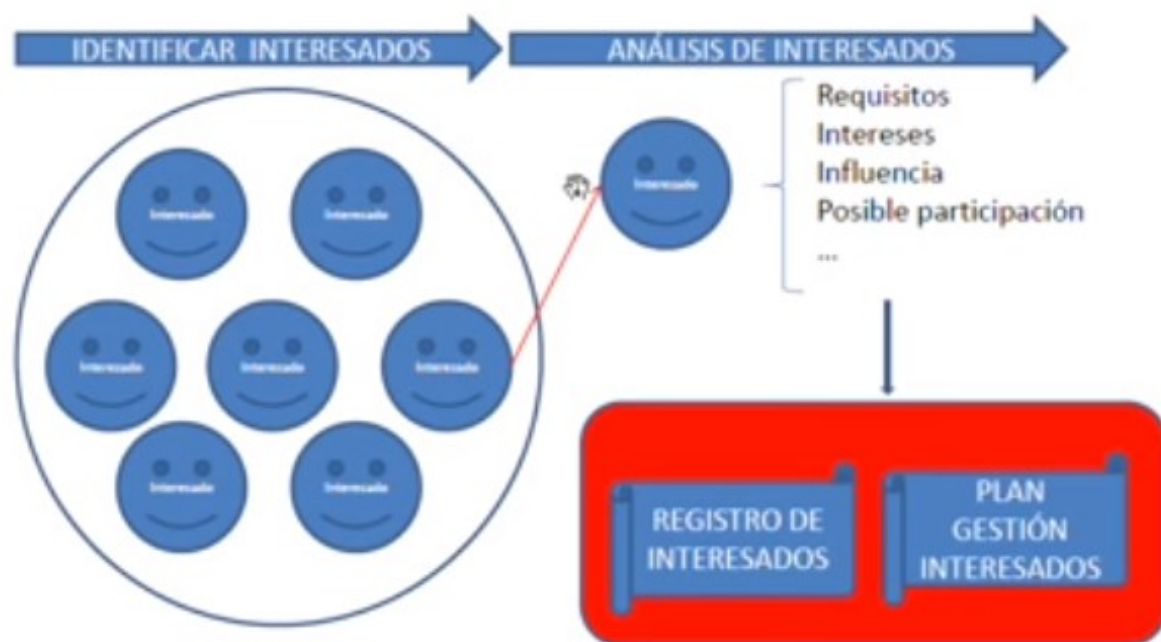 IDENTIFICAR INTERESADOS
ANÁLISIS DE INTERESADOS
Interesado
Interesado
Interesado
Interesado
Interesado
Interesado
Interesado
Interesado
Requisitos
Intereses
Influencia
Posible participación
...
REGISTRO DE
INTERESADOS
PLAN
GESTIÓN
INTERESADOS